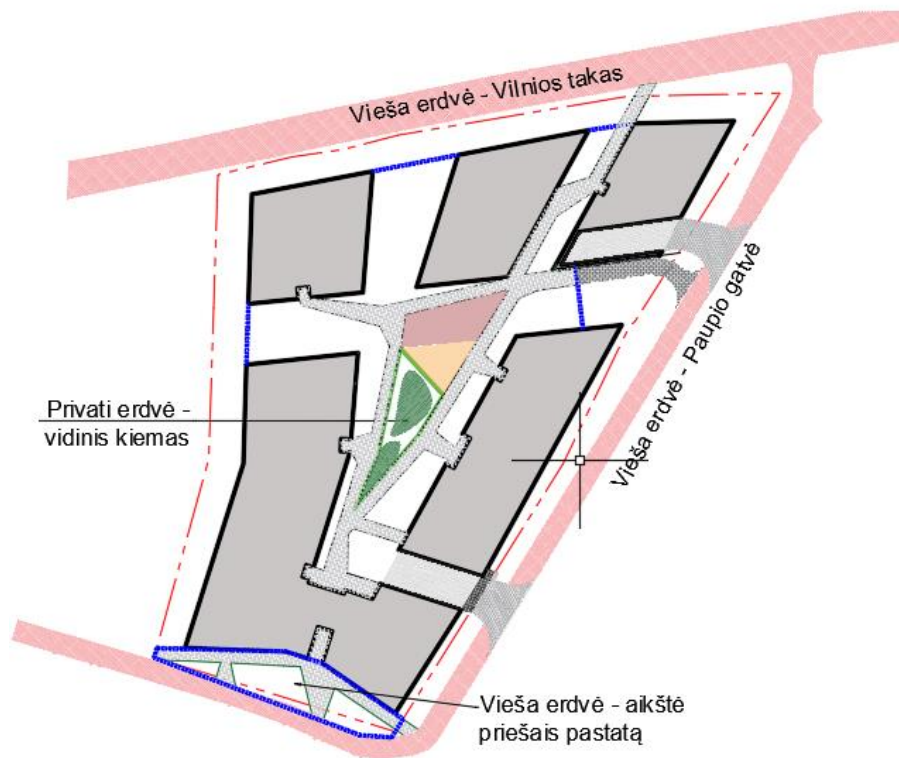 Vieša erdvė - Vilnios takas
Vieša erdvė - Paupio gatvė
Privati erdvė -
vidinis kiemas
Vieša erdvė - aikštė
priešais pastatą